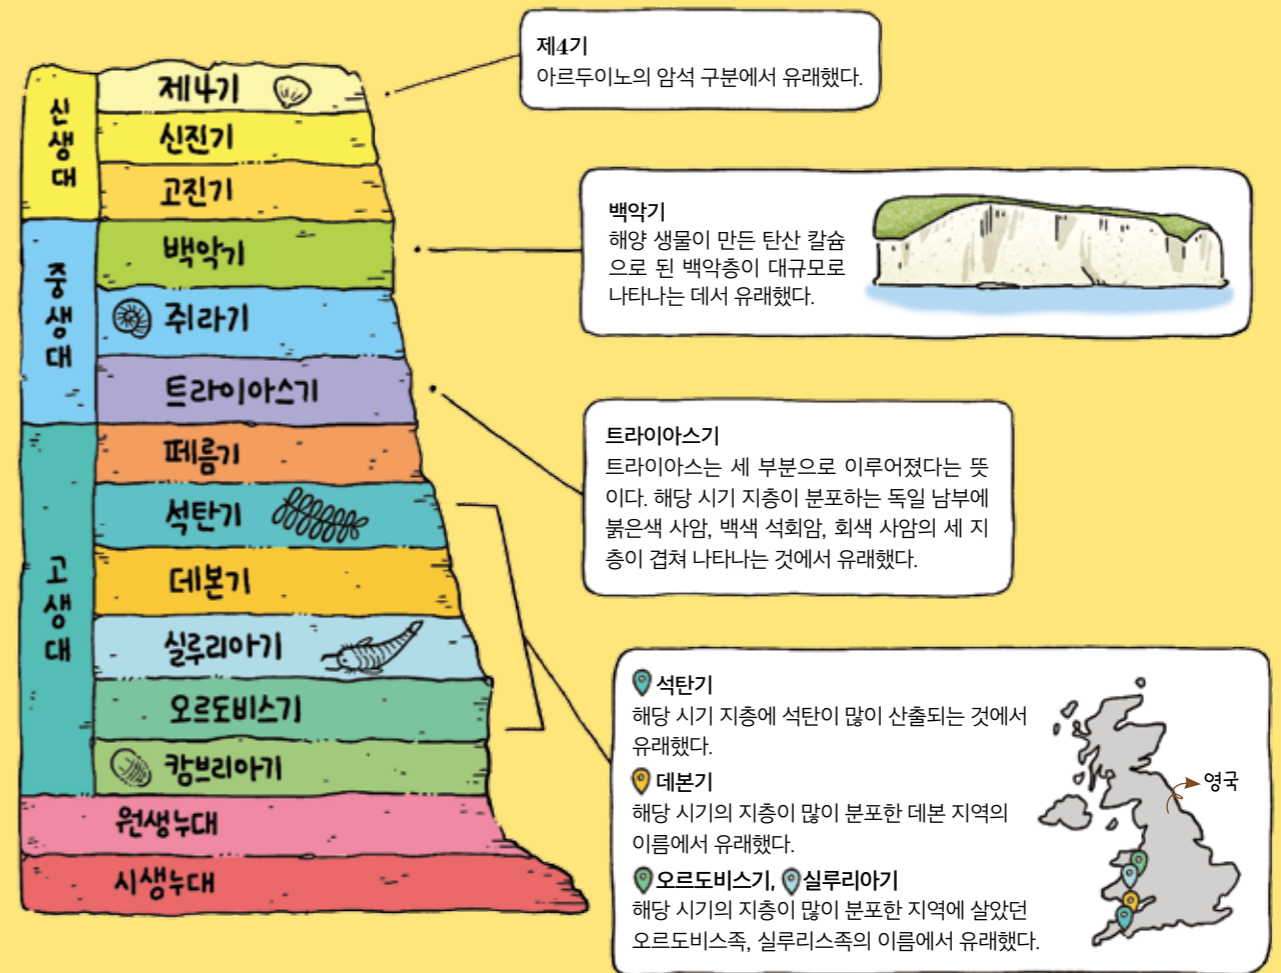 신생대
제4기
신진기
고진기
중생대
백악기
쥐라기
트라이아스기
고생대
페름기
석탄기
데본기
실루리아기
오르도비스기
캄브리아기
원생누대
시생누대
제4기
아르두이노의 암석 구분에서 유래했다.
백악기
해양 생물이 만든 탄산 칼슘
으로 된 백악층이 대규모로
나타나는 데서 유래했다.
트라이아스기
트라이아스는 세 부분으로 이루어졌다는 뜻
이다. 해당 시기 지층이 분포하는 독일 남부에
붉은색 사암, 백색 석회암, 회색 사암의 세 지
층이 겹쳐 나타나는 것에서 유래했다.
석탄기
해당 시기 지층에 석탄이 많이 산출되는 것에서
유래했다.
데본기
해당 시기의 지층이 많이 분포한 데본 지역의
이름에서 유래했다.
오르도비스기, 실루리아기
해당 시기의 지층이 많이 분포한 지역에 살았던
오르도비스족, 실루리스족의 이름에서 유래했다.
영국